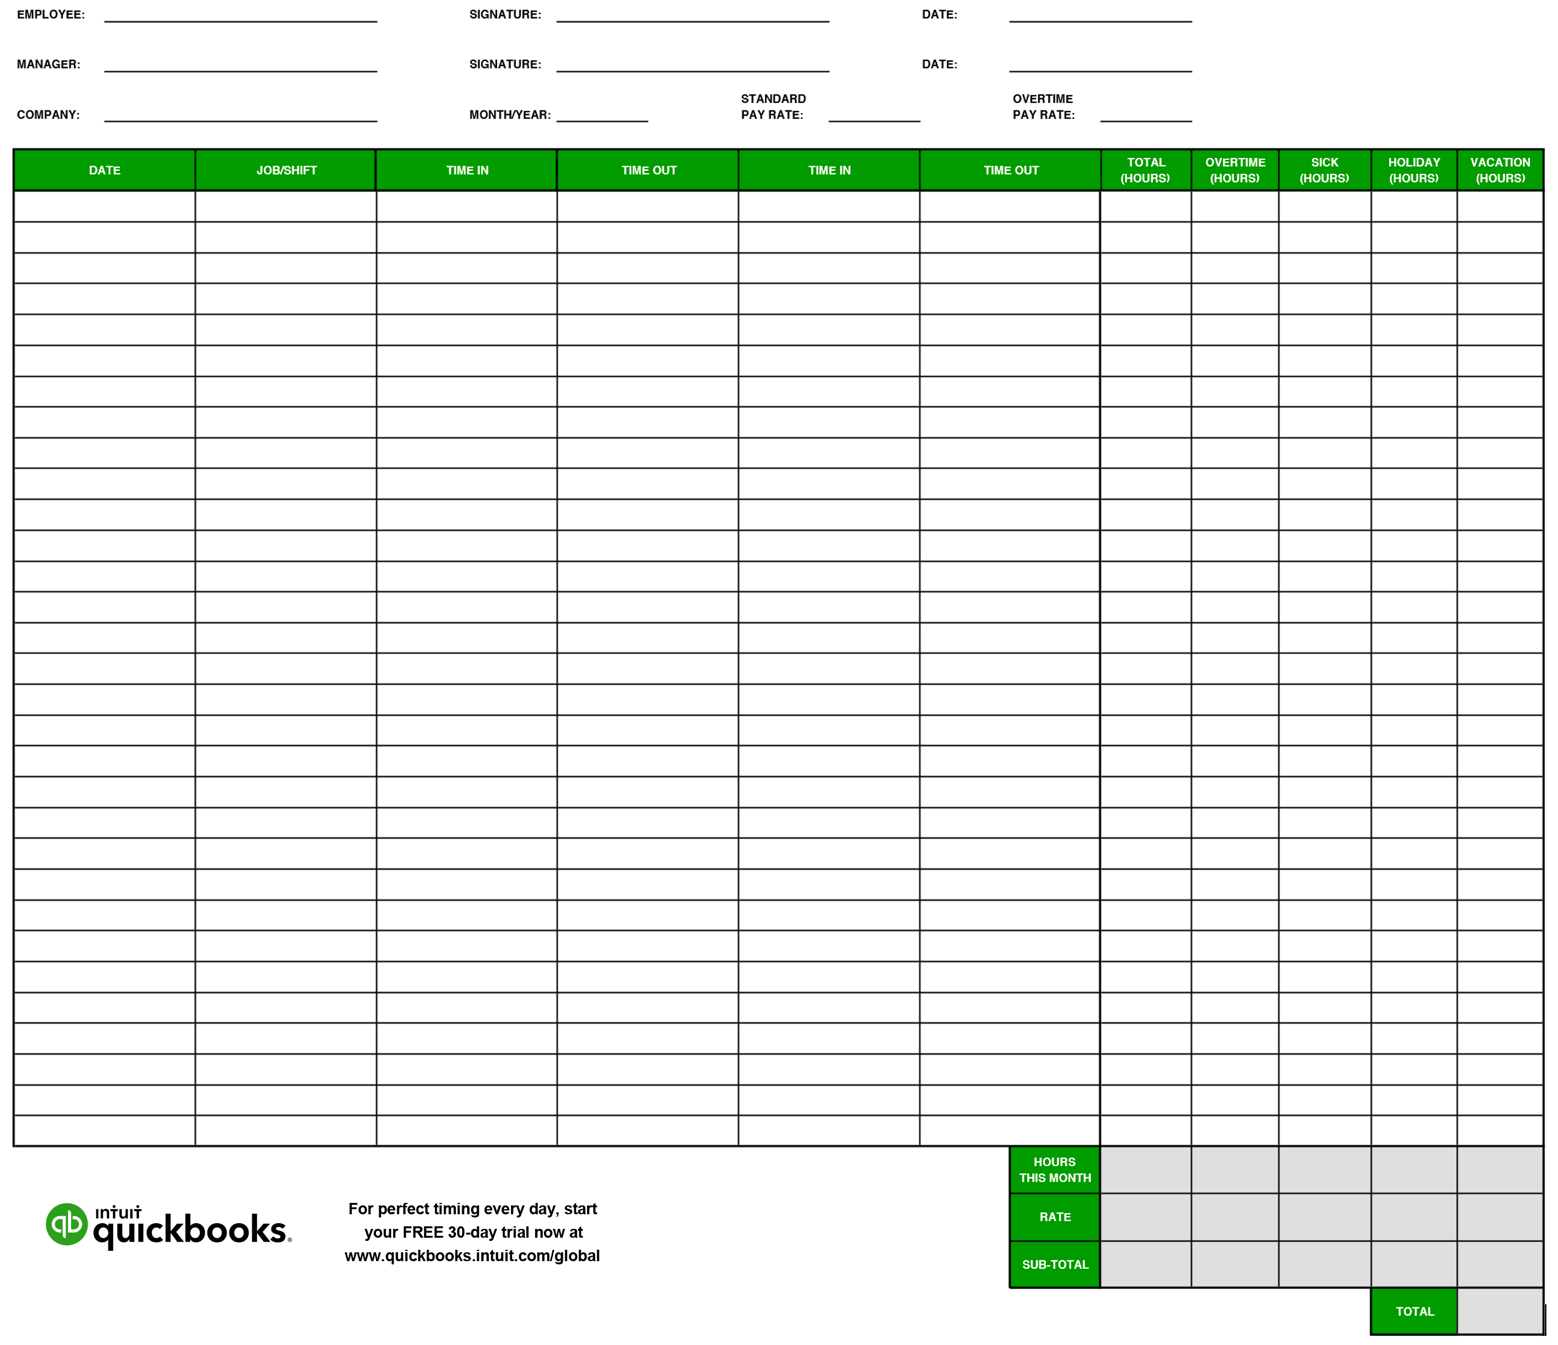 EMPLOYEE: SIGNATURE: DATE:
MANAGER: SIGNATURE: DATE:
STANDARD OVERTIME
COMPANY: MONTH/YEAR: PAY RATE: PAY RATE:
DATE JOB/SHIFT TIME IN TIME OUT TIME IN TIME OUT TOTAL (HOURS) OVERTIME (HOURS) SICK (HOURS) HOLIDAY (HOURS) VACATION (HOURS)
HOURS
THIS MONTH
RATE
SUB-TOTAL
TOTAL
intuit
quickbooks.
For perfect timing every day, start
your FREE 30-day trial now at
www.quickbooks.intuit.com/global